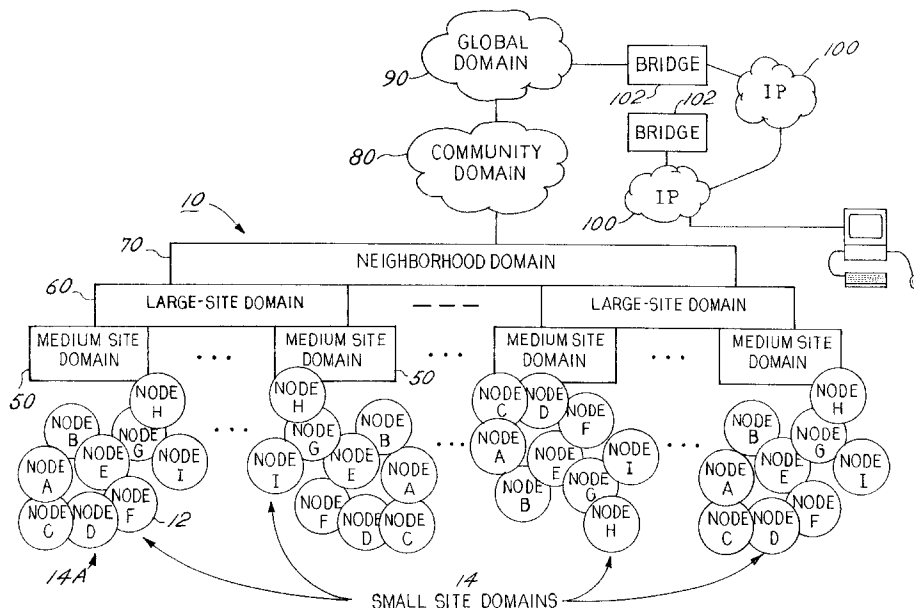 GLOBAL
DOMAIN
90
BRIDGE
102
102
BRIDGE
100
IP
80
COMMUNITY
DOMAIN
IP
100
10
70
NEIGHBORHOOD DOMAIN
60
LARGE-SITE DOMAIN
LARGE-SITE DOMAIN
MEDIUM SITE
DOMAIN
MEDIUM SITE
DOMAIN
MEDIUM SITE
DOMAIN
MEDIUM SITE
DOMAIN
50
50
NODE
H
NODE
B
NODE
G
NODE
A
NODE
E
NODE
I
NODE
C
NODE
D
NODE
F
12
14A
NODE
H
NODE
G
NODE
B
NODE
I
NODE
E
NODE
A
NODE
F
NODE
D
NODE
C
NODE
C
NODE
D
NODE
F
NODE
A
NODE
E
NODE
I
NODE
B
NODE
G
NODE
H
NODE
H
NODE
B
NODE
G
NODE
A
NODE
E
NODE
I
NODE
C
NODE
D
NODE
F
14
SMALL SITE DOMAINS